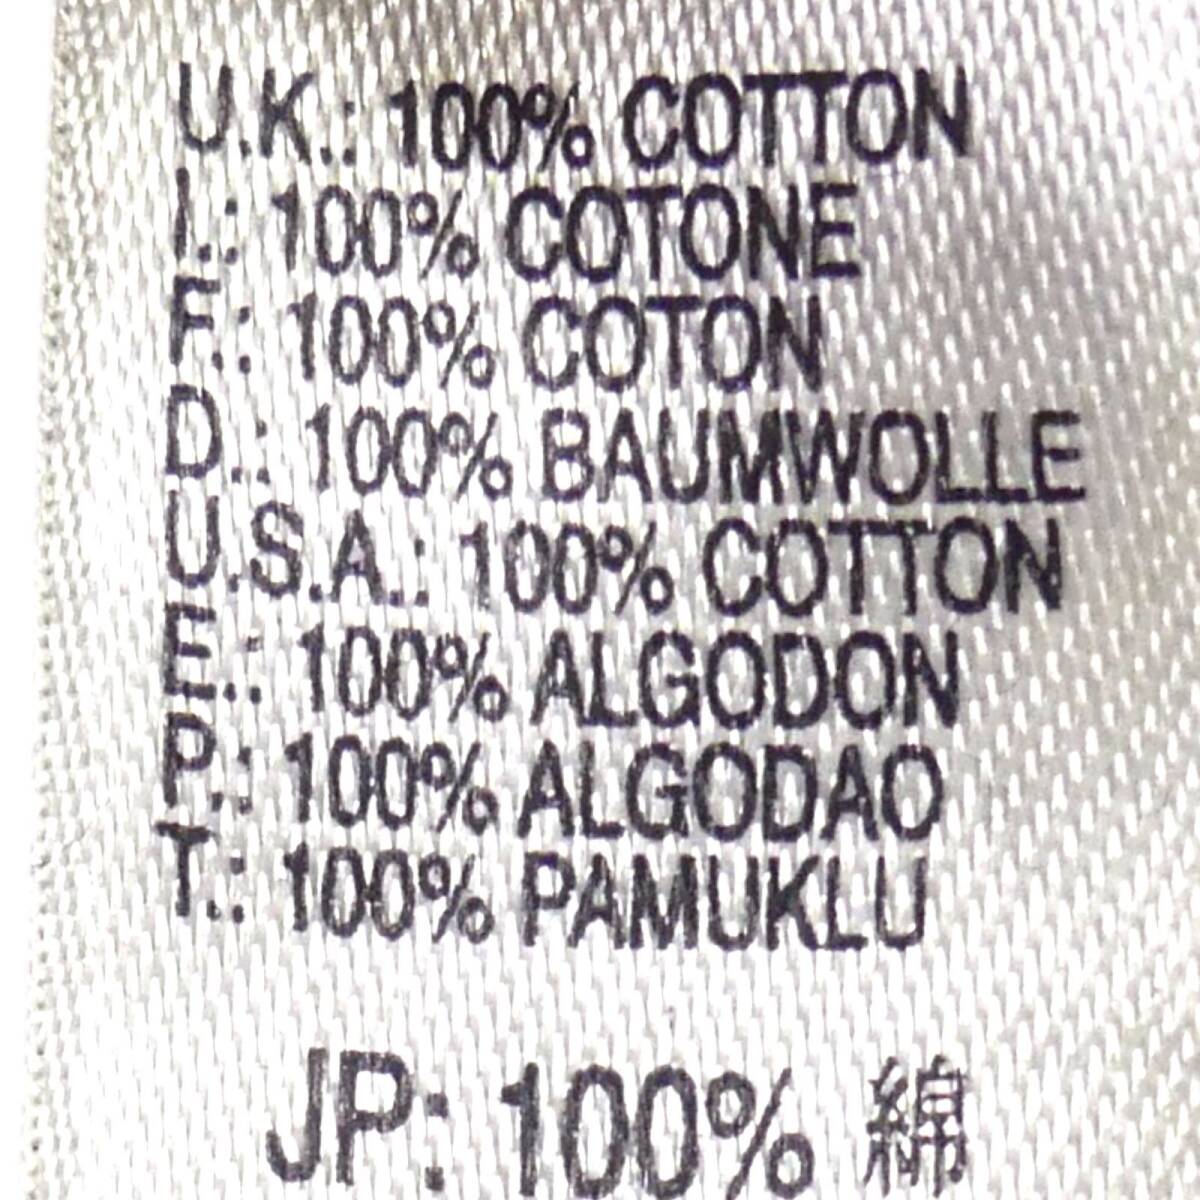 U.K.: 100% COTTON
I.: 100% COTONE
F.: 100% COTON
D.: 100% BAUMWOLLE
U.S.A.: 100% COTTON
E.: 100% ALGODON
P.: 100% ALGODAO
T.: 100% PAMUKLU
JP: 100% 綿